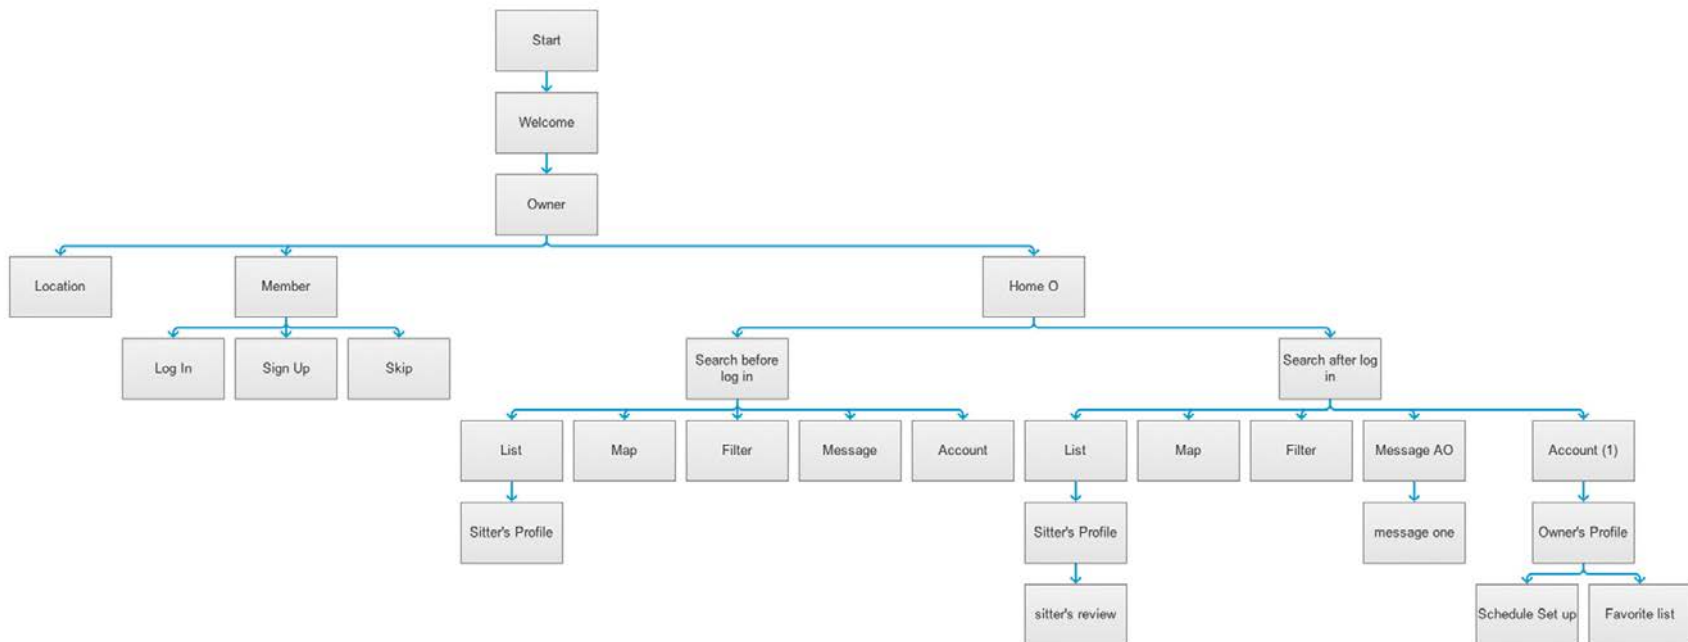 Start
Welcome
Owner
Location
Member
Home O
Log In
Sign Up
Skip
Search before
log in
Search after log
in
List
Map
Filter
Message
Account
List
Map
Filter
Message AO
Account (1)
Sitter's Profile
Sitter's Profile
message one
Owner's Profile
sitter's review
Schedule Set up
Favorite list